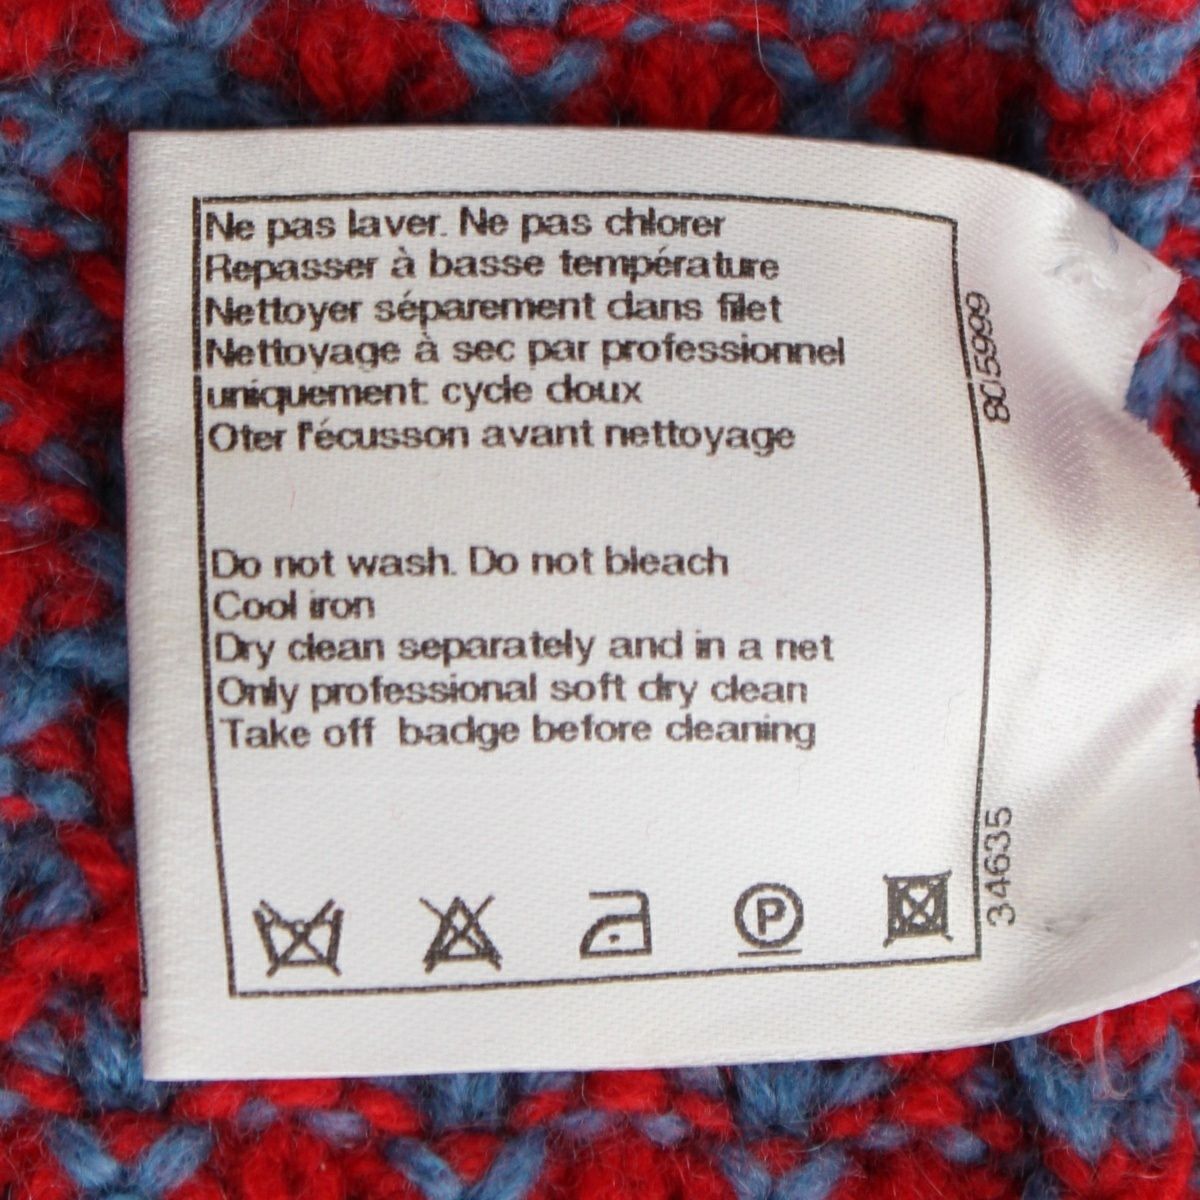 Ne pas laver. Ne pas chlorer
Repasser à basse température
Nettoyer séparement dans filet
Nettoyage à sec par professionnel
uniquement: cycle doux
Oter l'écusson avant nettoyage
Do not wash. Do not bleach
Cool iron
Dry clean separately and in a net
Only professional soft dry clean
Take off badge before cleaning
P
805999
34635